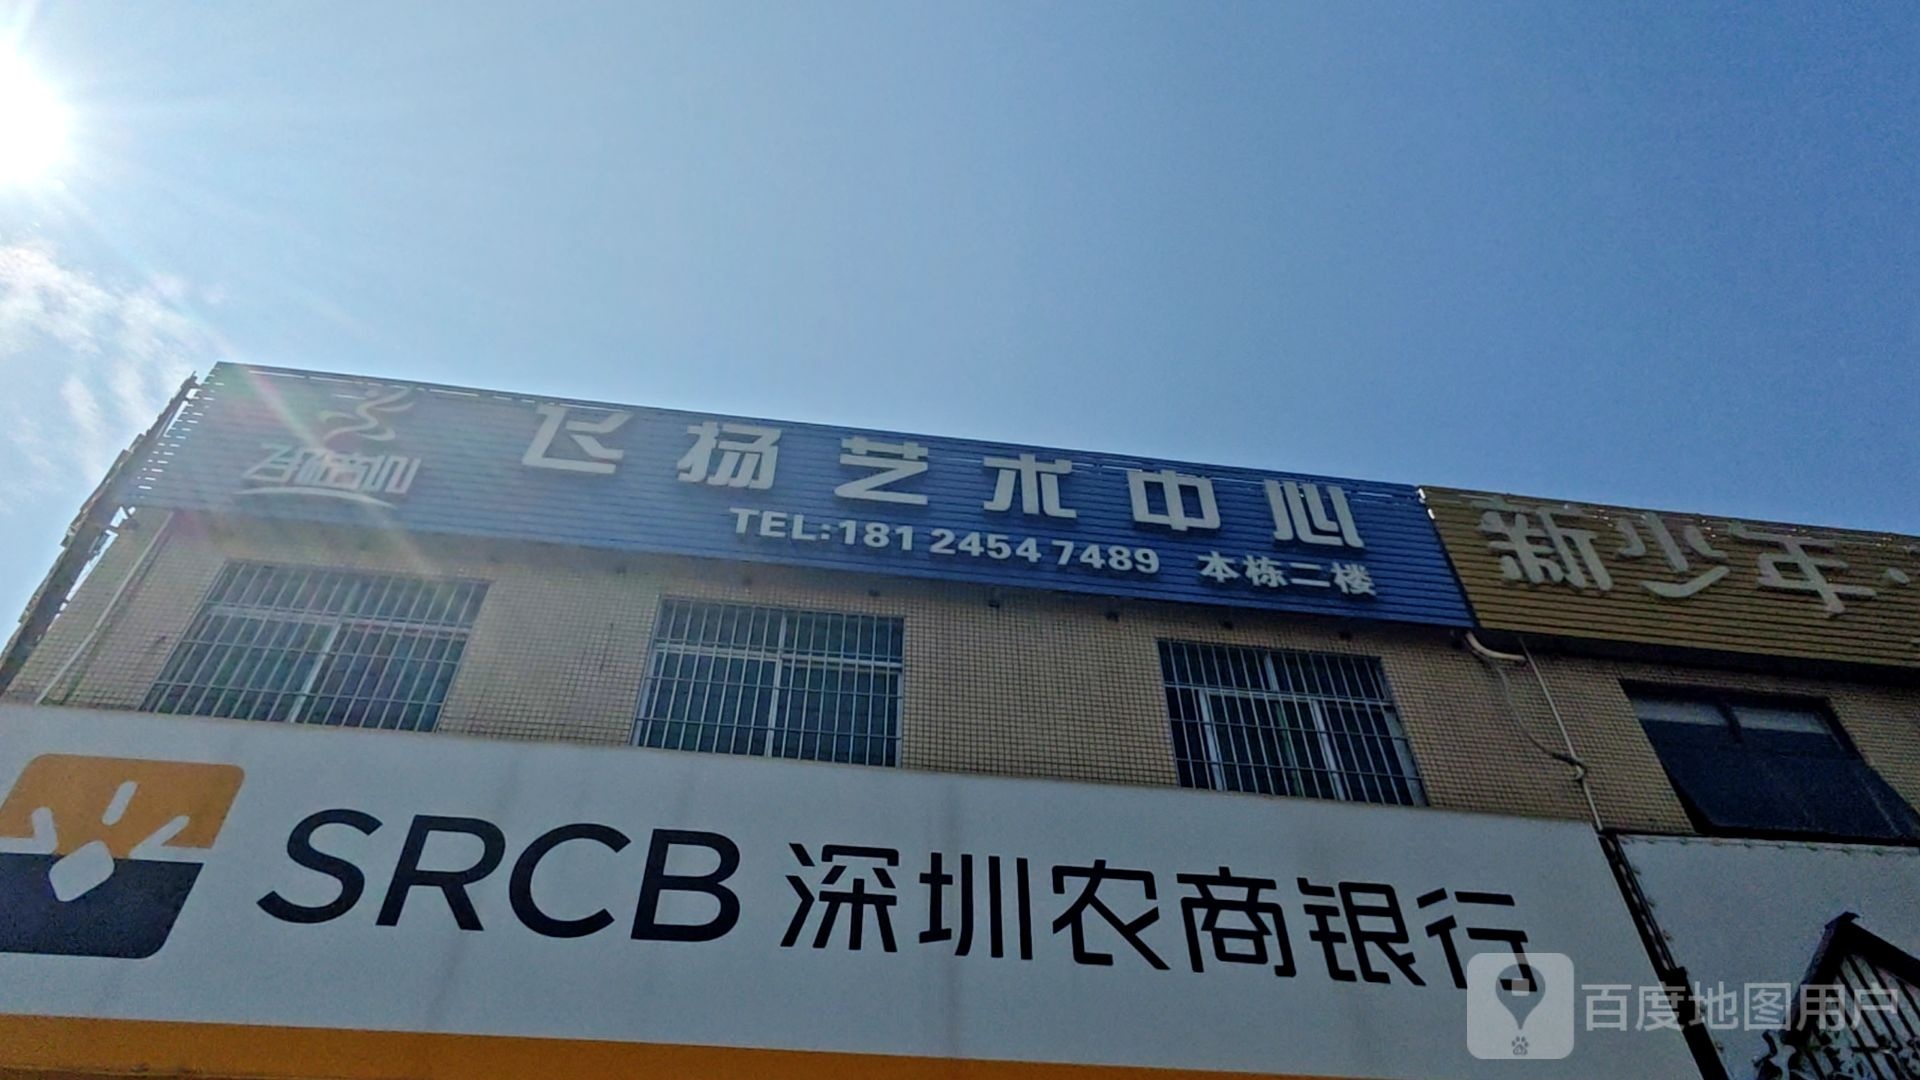 飞扬艺术中心
TEL:181 2454 7489 本栋二楼
新少年
SRCB 深圳农商银行
百度地图用户